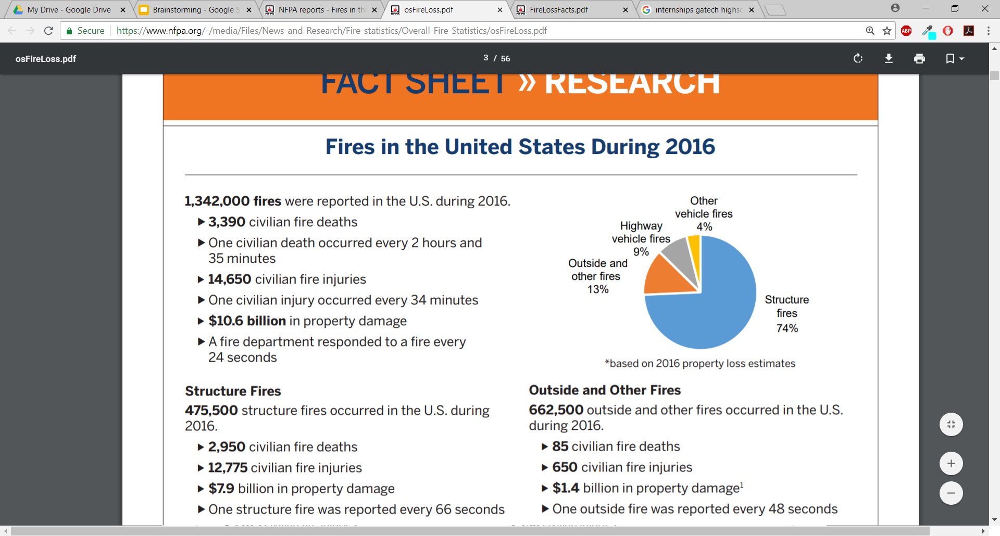 My Drive - Google Drive
Brainstorming - Google S
NFPA reports - Fires in th
osFireLoss.pdf
FireLossFacts.pdf
internships gatech highsc
Secure
https://www.nfpa.org/-/media/Files/News-and-Research/Fire-statistics/Overall-Fire-Statistics/osFireLoss.pdf
ABP
osFireLoss.pdf
3 / 56
FACT SHEET » RESEARCH
Fires in the United States During 2016
1,342,000 fires were reported in the U.S. during 2016.
3,390 civilian fire deaths
One civilian death occurred every 2 hours and
35 minutes
14,650 civilian fire injuries
One civilian injury occurred every 34 minutes
$10.6 billion in property damage
A fire department responded to a fire every
24 seconds
Other
vehicle fires
4%
Highway
vehicle fires
9%
Outside and
other fires
13%
Structure
fires
74%
*based on 2016 property loss estimates
Structure Fires
475,500 structure fires occurred in the U.S. during
2016.
2,950 civilian fire deaths
12,775 civilian fire injuries
$7.9 billion in property damage
One structure fire was reported every 66 seconds
Outside and Other Fires
662,500 outside and other fires occurred in the U.S.
during 2016.
85 civilian fire deaths
650 civilian fire injuries
$1.4 billion in property damage¹
One outside fire was reported every 48 seconds